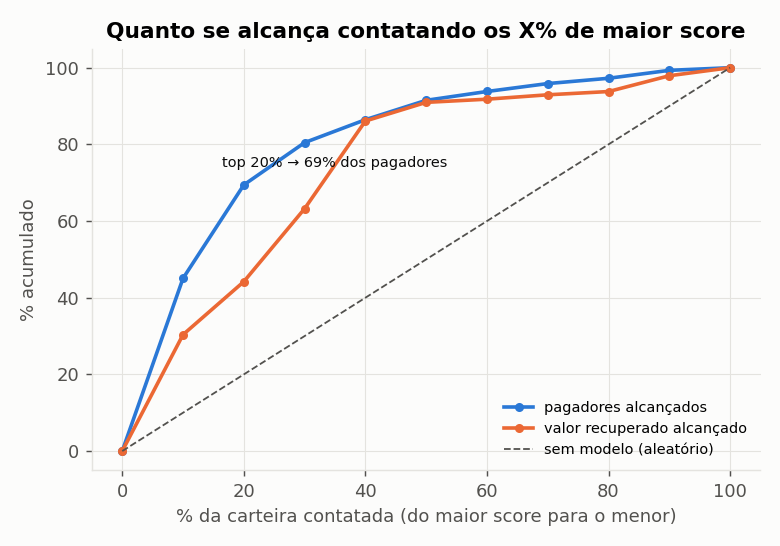 Quanto se alcança contatando os X% de maior score
100
80
60
40
20
0
% acumulado
top 20% → 69% dos pagadores
pagadores alcançados
valor recuperado alcançado
sem modelo (aleatório)
0 20 40 60 80 100
% da carteira contatada (do maior score para o menor)